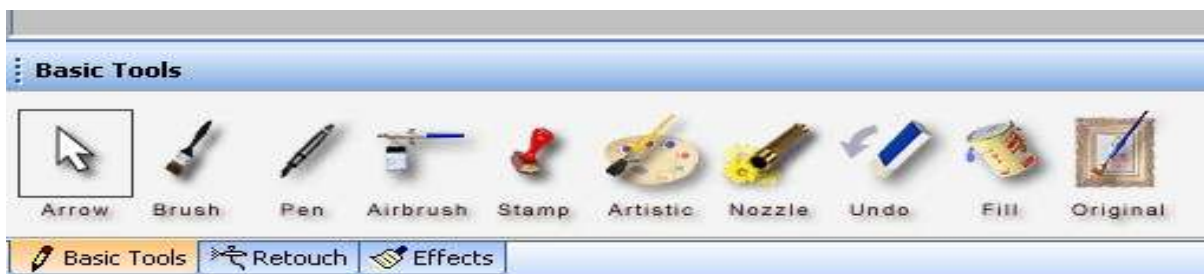 Basic Tools
Arrow Brush Pen Airbrush Stamp Artistic Nozzle Undo Fill Original
Basic Tools Retouch Effects